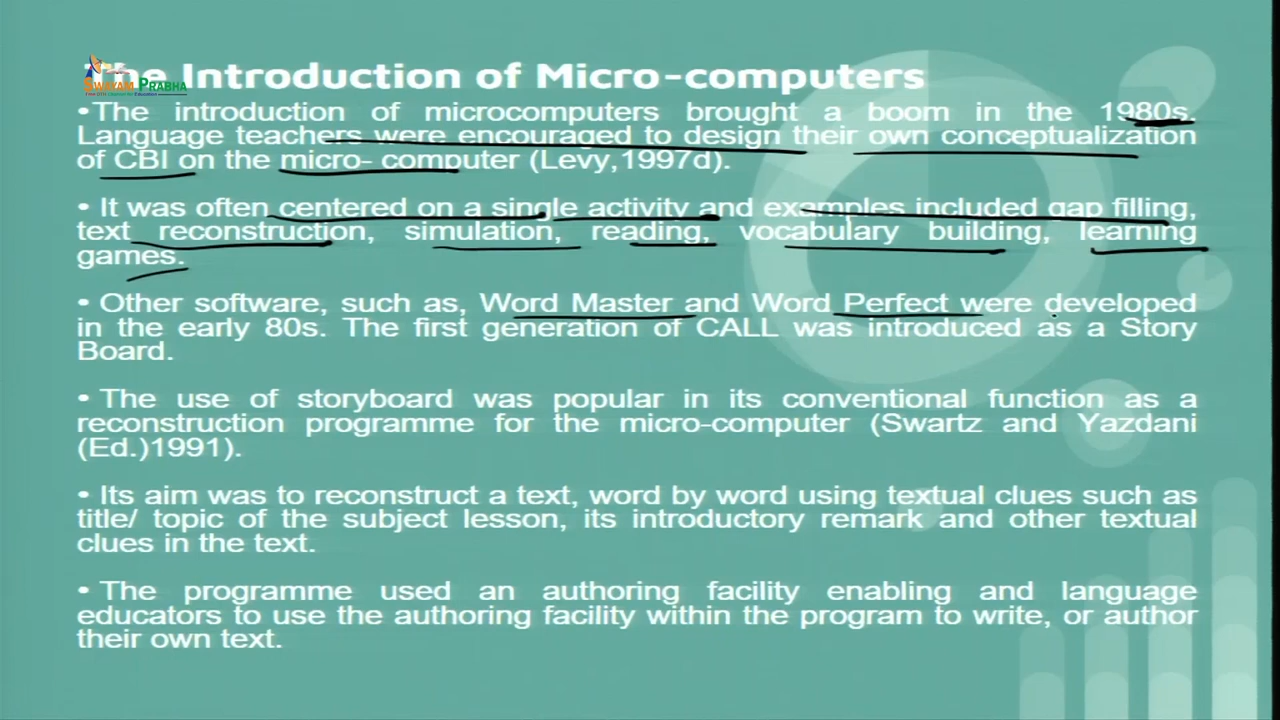 The Introduction of Micro-computers
SWAYAM PRABHA
•The introduction of microcomputers brought a boom in the 1980s.
Language teachers were encouraged to design their own conceptualization
of CBI on the micro- computer (Levy,1997d).
• It was often centered on a single activity and examples included gap filling,
text reconstruction, simulation, reading, vocabulary building, learning
games.
• Other software, such as, Word Master and Word Perfect were developed
in the early 80s. The first generation of CALL was introduced as a Story
Board.
• The use of storyboard was popular in its conventional function as a
reconstruction programme for the micro-computer (Swartz and Yazdani
(Ed.)1991).
• Its aim was to reconstruct a text, word by word using textual clues such as
title/ topic of the subject lesson, its introductory remark and other textual
clues in the text.
• The programme used an authoring facility enabling and language
educators to use the authoring facility within the program to write, or author
their own text.